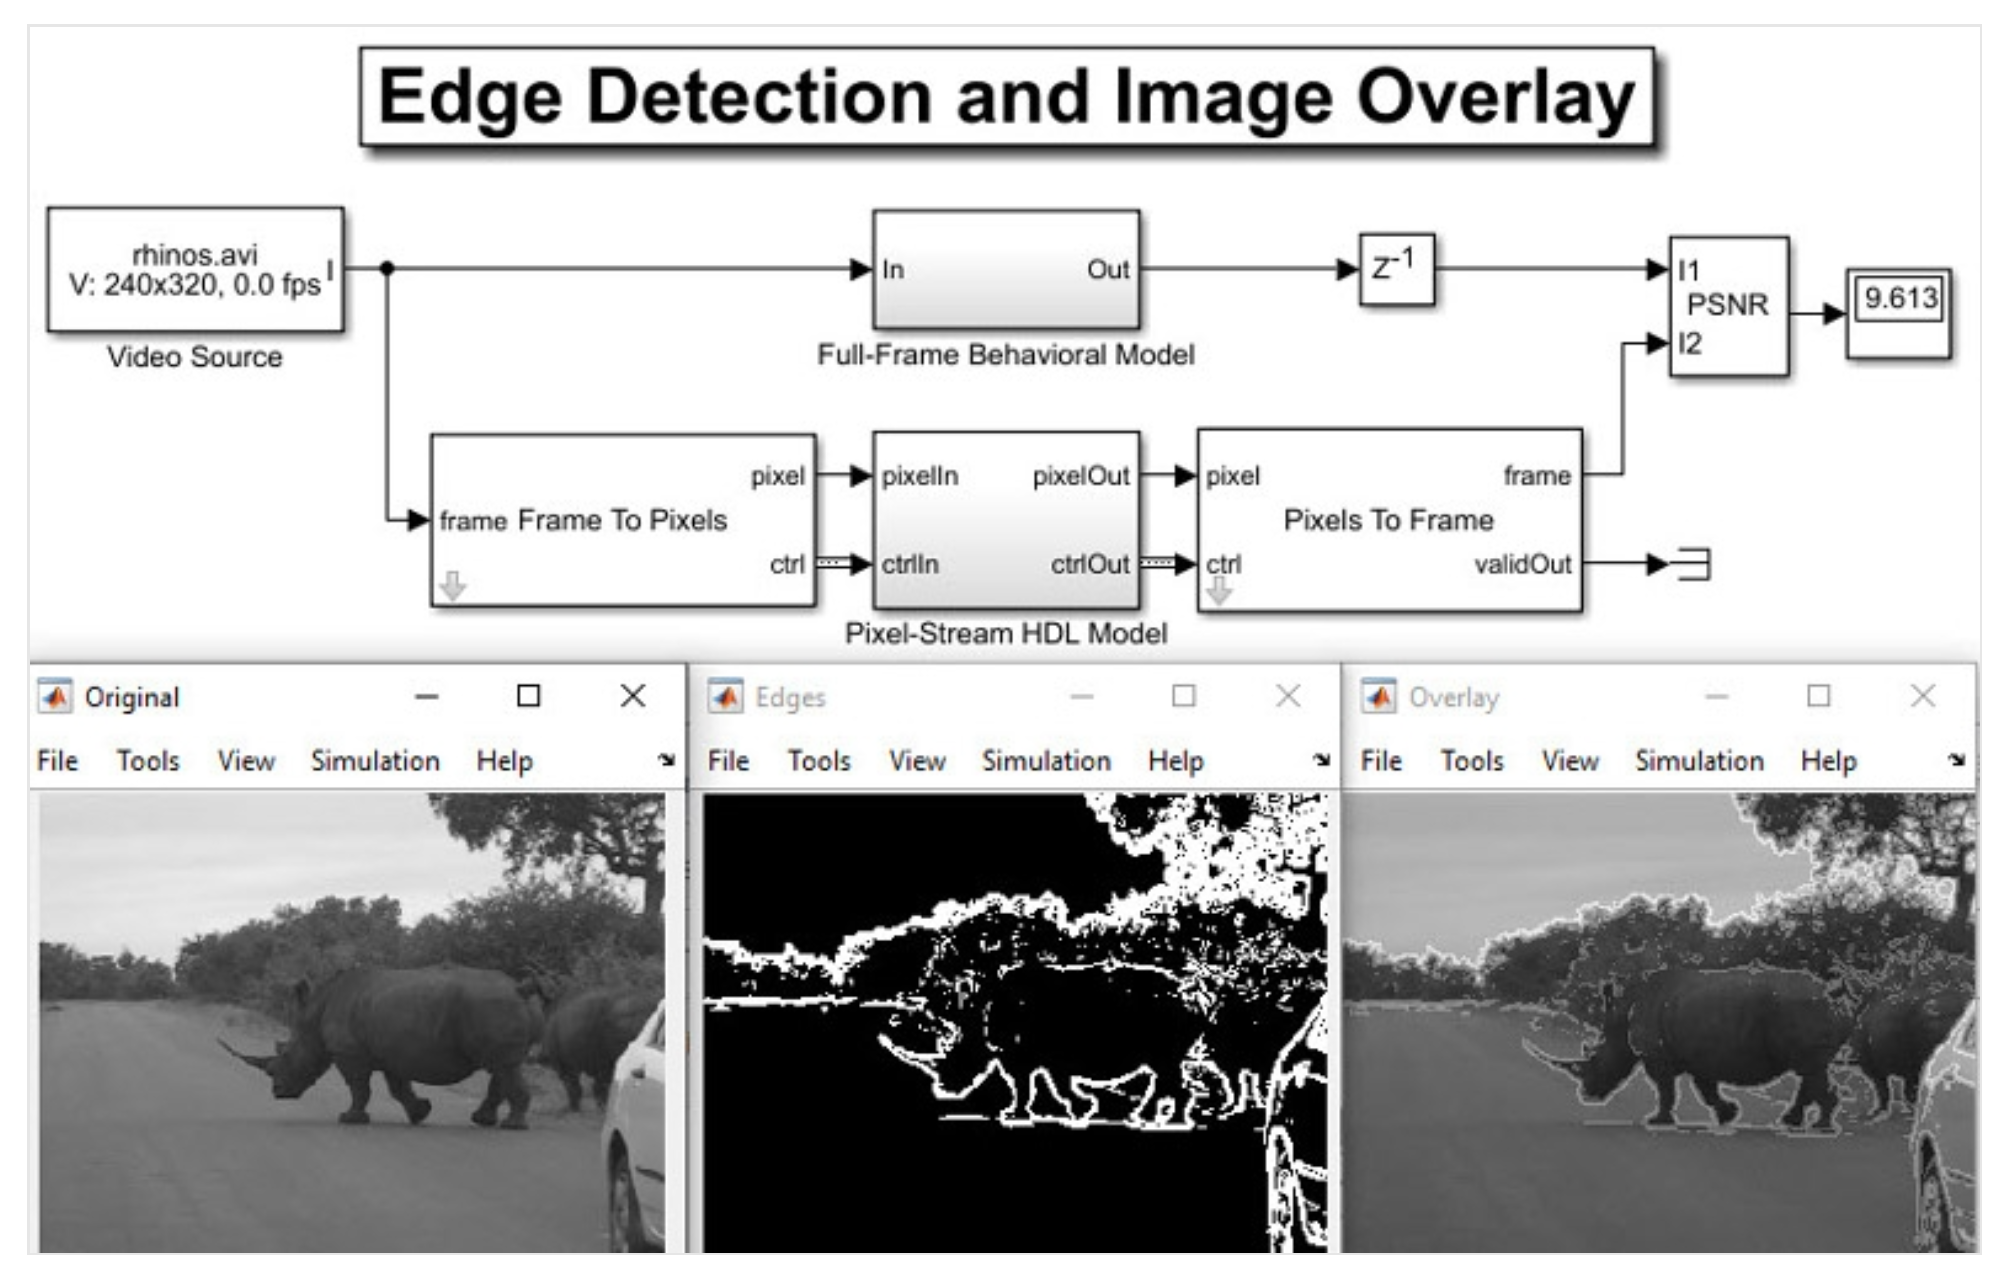 Edge Detection and Image Overlay
rhinos.avi
V: 240x320, 0.0 fps
I
Video Source
In
Out
Full-Frame Behavioral Model
Z-1
I1
PSNR
I2
9.613
frame
Frame To Pixels
pixel
ctrl
pixelIn
pixelOut
ctrlIn
ctrlOut
Pixel-Stream HDL Model
pixel
ctrl
Pixels To Frame
frame
validOut
Original
File Tools View Simulation Help
Edges
File Tools View Simulation Help
Overlay
File Tools View Simulation Help